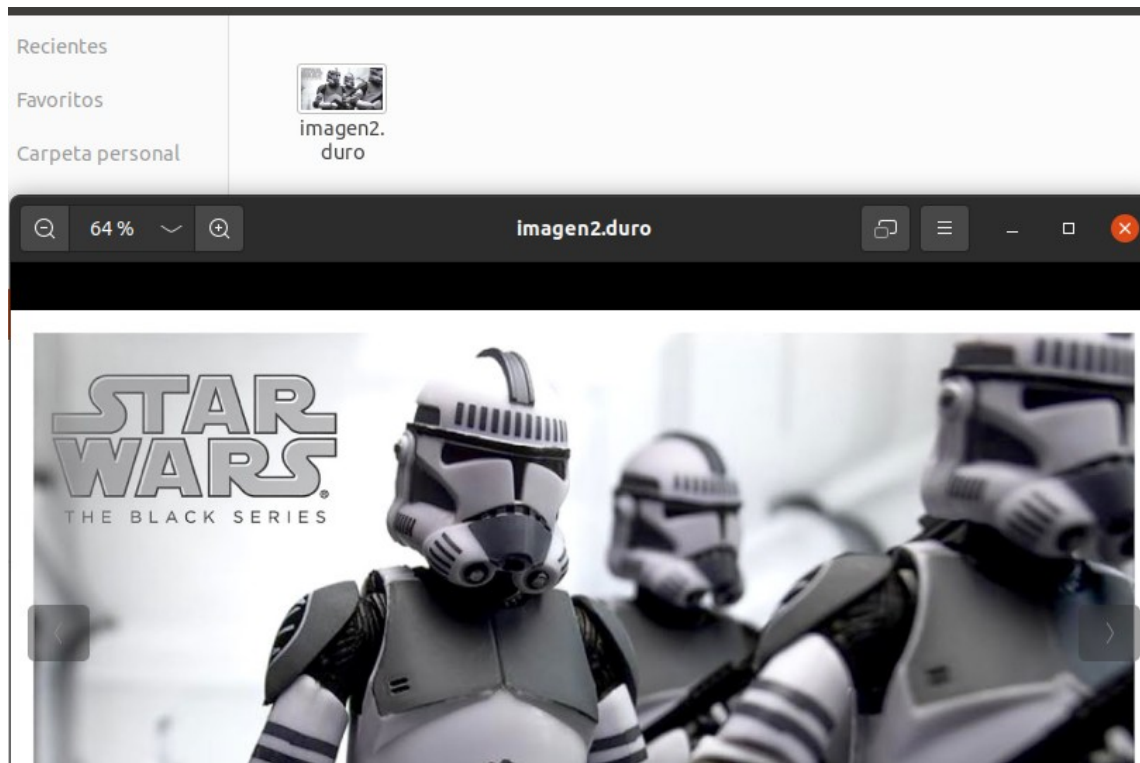 Recientes
Favoritos
Carpeta personal
imagen2.
duro
64 %
imagen2.duro
STAR
WARS
THE BLACK SERIES